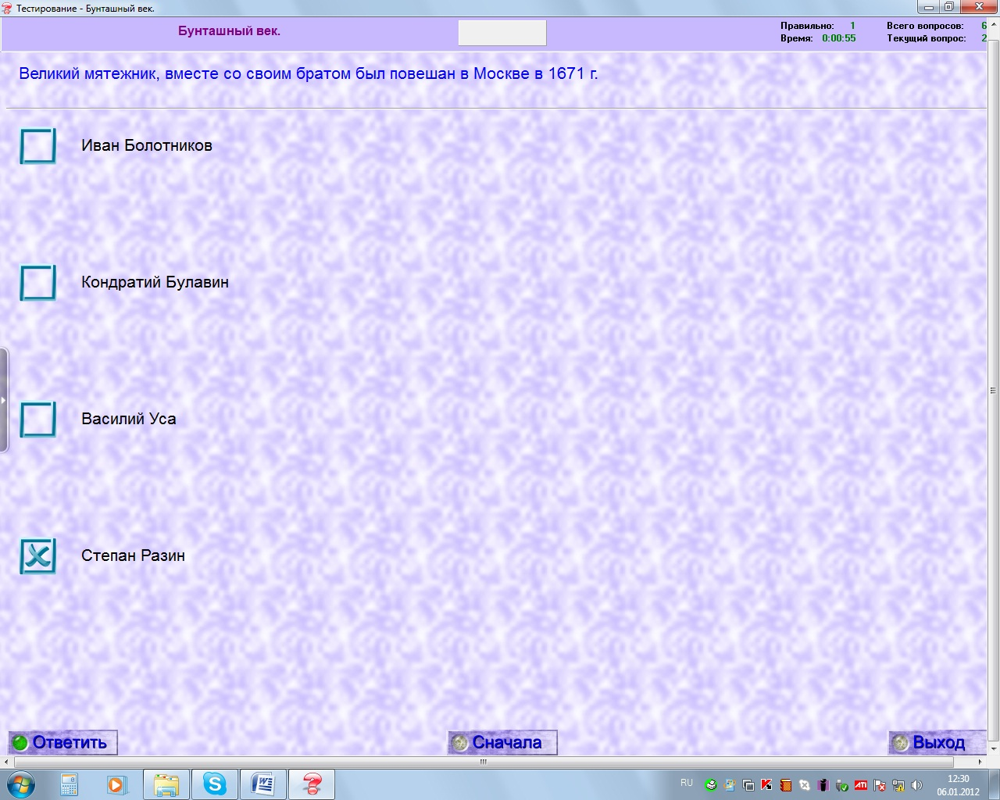 Тестирование - Бунташный век.
Бунташный век.
Правильно: 1
Всего вопросов: 6
Время: 0:00:55
Текущий вопрос: 2
Великий мятежник, вместе со своим братом был повешан в Москве в 1671 г.
Иван Болотников
Кондратий Булавин
Василий Уса
Степан Разин
Ответить
Сначала
Выход
RU
ATI
12:30
06.01.2012